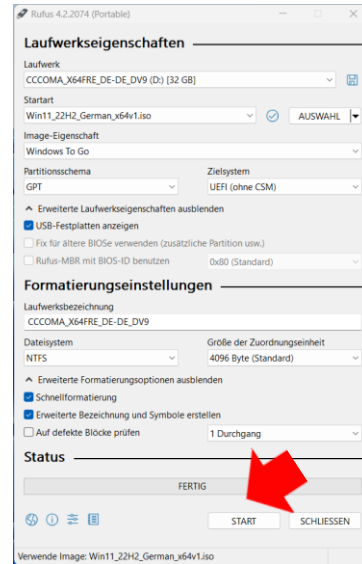 Rufus 4.2.2074 (Portable)
Laufwerkseigenschaften
Laufwerk
CCCOMA_X64FRE_DE-DE_DV9 (D:) [32 GB]
Startart
Win11_22H2_German_x64v1.iso AUSWAHL
Image-Eigenschaft
Windows To Go
Partitionsschema Zielsystem
GPT UEFI (ohne CSM)
Erweiterte Laufwerkseigenschaften ausblenden
USB-Festplatten anzeigen
Fix für ältere BIOSe verwenden (zusätzliche Partition usw.)
Rufus-MBR mit BIOS-ID benutzen 0x80 (Standard)
Formatierungseinstellungen
Laufwerksbezeichnung
CCCOMA_X64FRE_DE-DE_DV9
Dateisystem Größe der Zuordnungseinheit
NTFS 4096 Byte (Standard)
Erweiterte Formatierungsoptionen ausblenden
Schnellformatierung
Erweiterte Bezeichnung und Symbole erstellen
Auf defekte Blöcke prüfen 1 Durchgang
Status
FERTIG
START SCHLIESSEN
Verwende Image: Win11_22H2_German_x64v1.iso